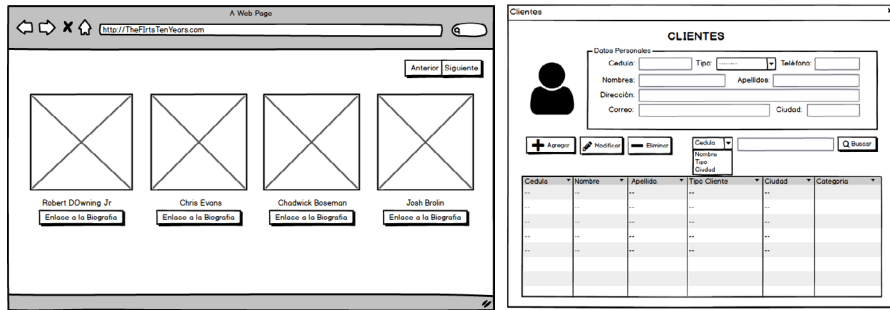 A Web Page
http://TheFIrtsTenYears.com
Anterior Siguiente
Robert DOwning Jr
Chris Evans
Chadwick Boseman
Josh Brolin
Enlace a la Biografia
Enlace a la Biografia
Enlace a la Biografia
Enlace a la Biografia
Clientes
x
CLIENTES
Datos Personales
Cedula: Tipo: -------- Teléfono:
Nombres: Apellidos:
Dirección:
Correo: Ciudad:
Agregar Modificar Eliminar Cedula Buscar
Nombre
Tipo
Ciudad
Cedula Nombre Apellido Tipo Cliente Ciudad Categoria
-- -- -- -- --
-- -- -- -- --
-- -- -- -- --
-- -- -- -- --
-- -- -- -- --